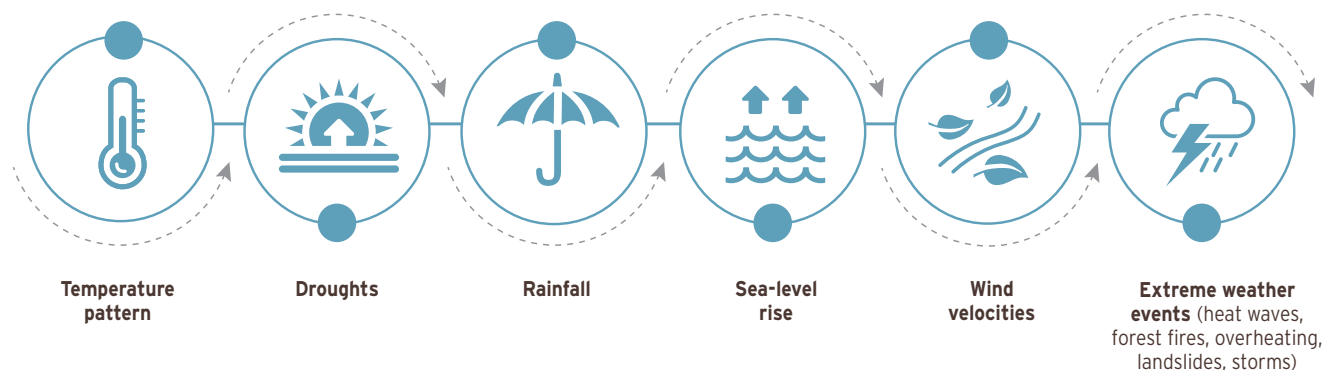 Temperature
pattern
Droughts
Rainfall
Sea-level
rise
Wind
velocities
Extreme weather
events (heat waves,
forest fires, overheating,
landslides, storms)